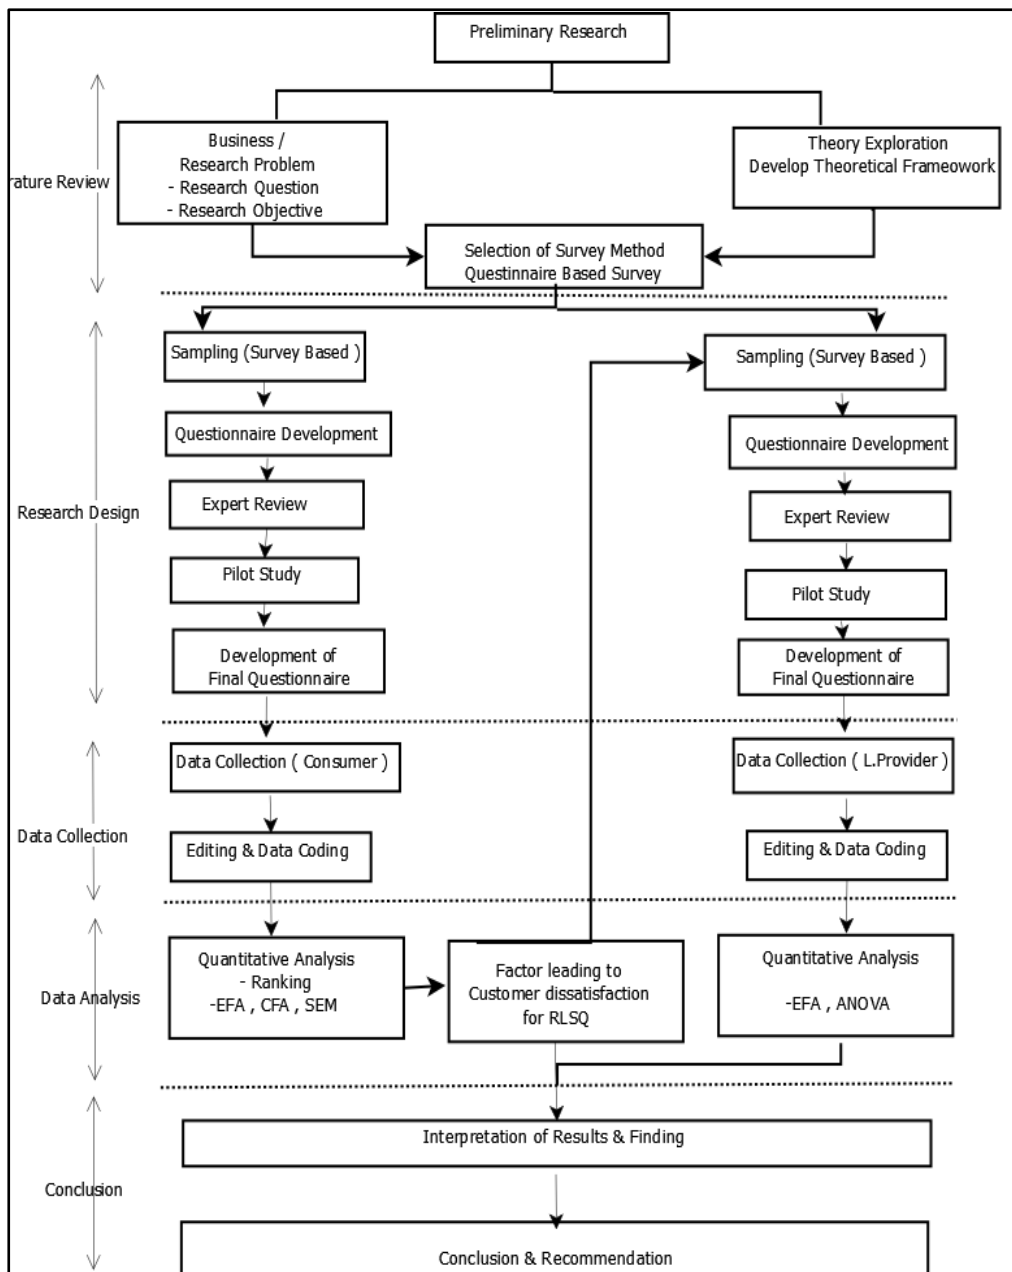 Preliminary Research
Business /
Research Problem
- Research Question
- Research Objective
Theory Exploration
Develop Theoretical Frameowork
rature Review
Selection of Survey Method
Questinnaire Based Survey
Sampling (Survey Based )
Sampling (Survey Based )
Questionnaire Development
Questionnaire Development
Expert Review
Expert Review
Research Design
Pilot Study
Pilot Study
Development of
Final Questionnaire
Development of
Final Questionnaire
Data Collection ( Consumer )
Data Collection ( L.Provider )
Data Collection
Editing & Data Coding
Editing & Data Coding
Quantitative Analysis
- Ranking
-EFA , CFA , SEM
Factor leading to
Customer dissatisfaction
for RLSQ
Quantitative Analysis
-EFA , ANOVA
Data Analysis
Interpretation of Results & Finding
Conclusion
Conclusion & Recommendation